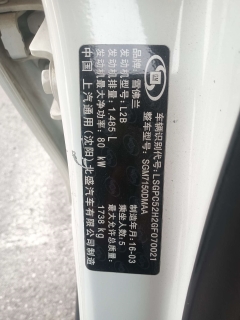 品牌：雪佛兰
车辆识别代号：LSGPC52H2GF070021
整车型号：SGM7150DMAA
发动机型号：L2B
制造年月：16-03
发动机排量：1.485 L
乘坐人数：5
发动机最大净功率：80 kW
最大允许总质量：1738 kg
中国 上汽通用(沈阳)北盛汽车有限公司制造